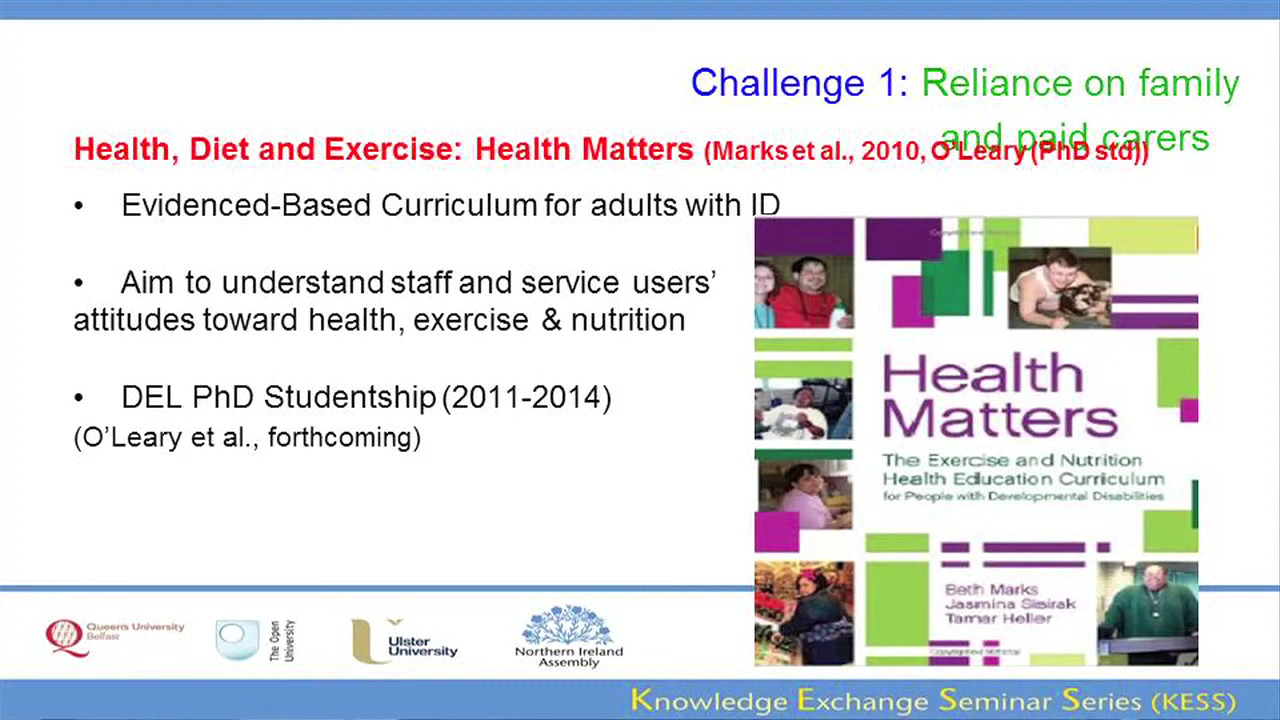 Challenge 1: Reliance on family
and paid carers
Health, Diet and Exercise: Health Matters (Marks et al., 2010, O'Leary (PhD std))
• Evidenced-Based Curriculum for adults with ID
• Aim to understand staff and service users’
attitudes toward health, exercise & nutrition
• DEL PhD Studentship (2011-2014)
(O’Leary et al., forthcoming)
Health
Matters
The Exercise and Nutrition
Health Education Curriculum
for People with Developmental Disabilities
Beth Marks
Jasmina Sisirak
Tamar Heller
Copyrighted Material
Queen's University
Belfast
The Open
University
Ulster
University
Northern Ireland
Assembly
Knowledge Exchange Seminar Series (KESS)